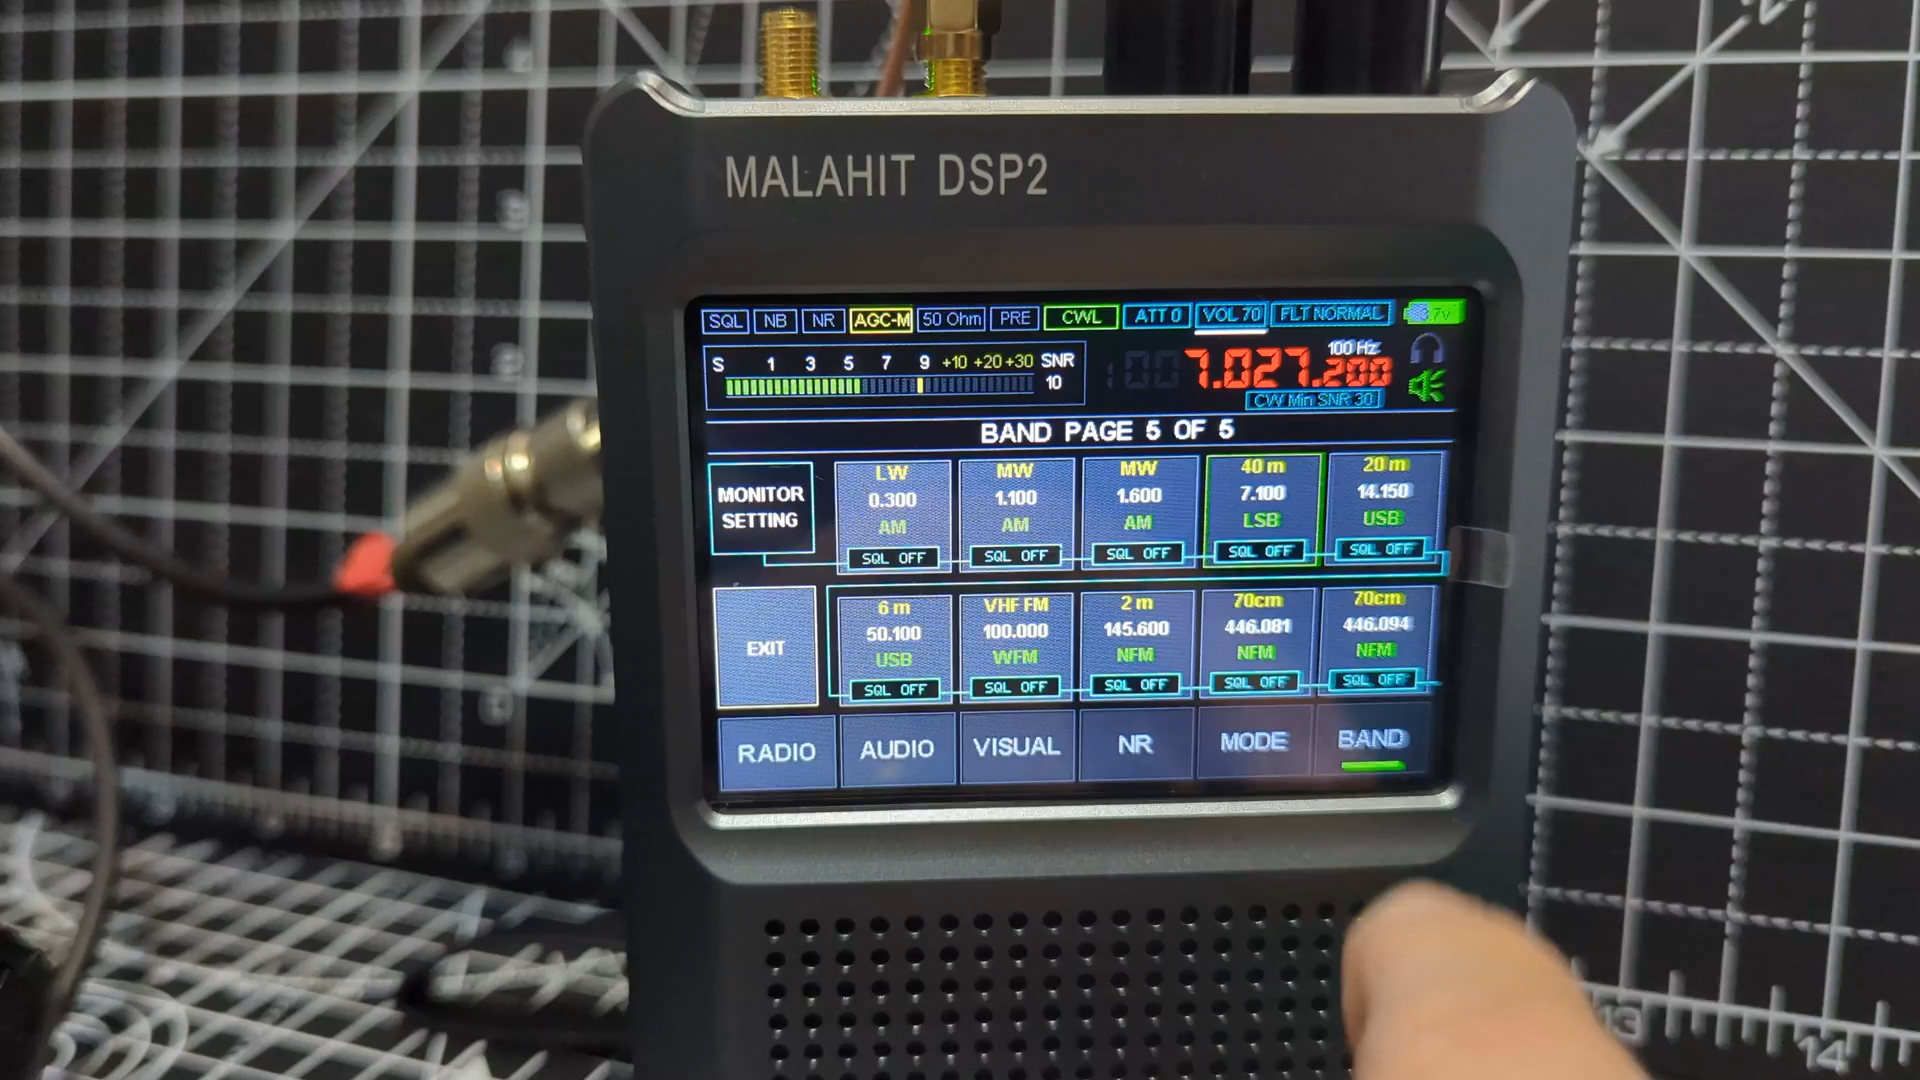 MALAHIT DSP2
SQL NB NR AGC-M 50 Ohm PRE CWL ATT 0 VOL 70 FLT NORMAL 7v
S 1 3 5 7 9 +10 +20 +30 SNR
10
100 Hz
7.027.200
CW Min SNR 30
BAND PAGE 5 OF 5
MONITOR SETTING
LW 0.300 AM SQL OFF
MW 1.100 AM SQL OFF
MW 1.600 AM SQL OFF
40 m 7.100 LSB SQL OFF
20 m 14.150 USB SQL OFF
EXIT
6 m 50.100 USB SQL OFF
VHF FM 100.000 WFM SQL OFF
2 m 145.600 NFM SQL OFF
70cm 446.081 NFM SQL OFF
70cm 446.094 NFM SQL OFF
RADIO AUDIO VISUAL NR MODE BAND
13 14